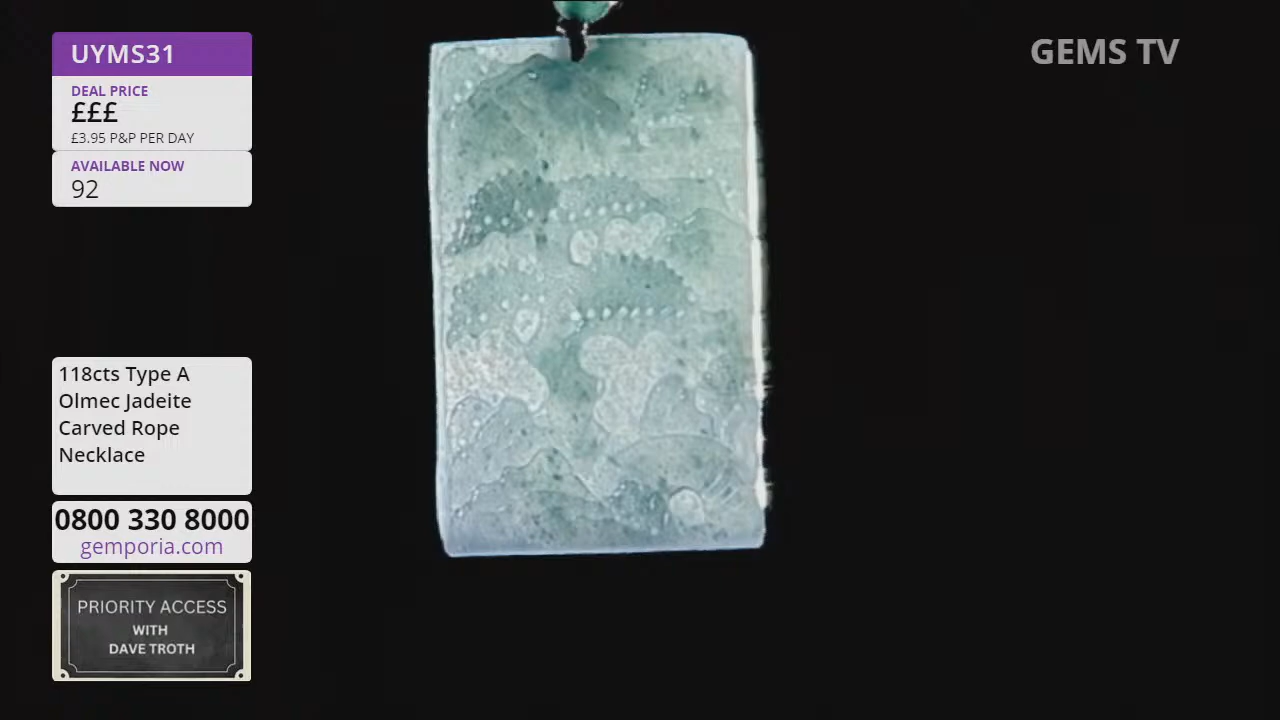 UYMS31
DEAL PRICE
£££
£3.95 P&P PER DAY
AVAILABLE NOW
92
118cts Type A
Olmec Jadeite
Carved Rope
Necklace
0800 330 8000
gemporia.com
PRIORITY ACCESS
WITH
DAVE TROTH
GEMS TV